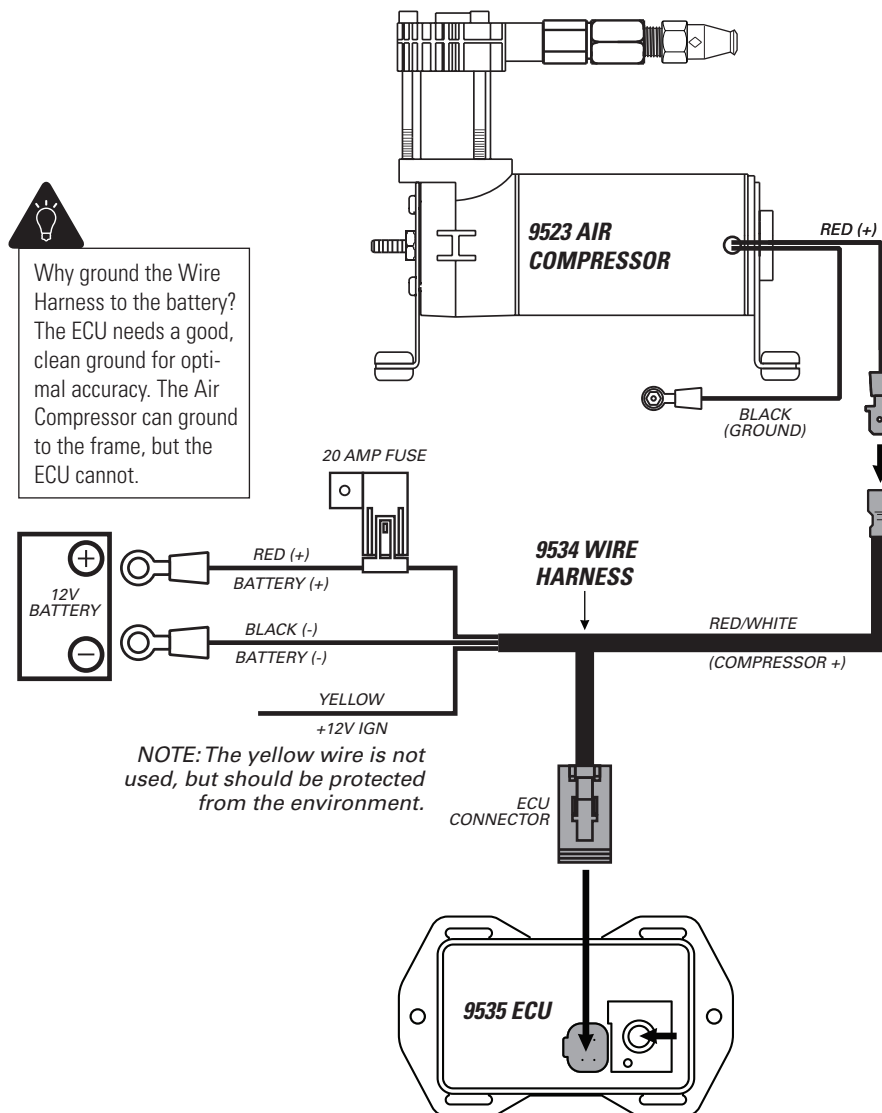 9523 AIR
COMPRESSOR
RED (+)
BLACK
(GROUND)
Why ground the Wire
Harness to the battery?
The ECU needs a good,
clean ground for opti-
mal accuracy. The Air
Compressor can ground
to the frame, but the
ECU cannot.
20 AMP FUSE
12V
BATTERY
+
−
RED (+)
BATTERY (+)
BLACK (-)
BATTERY (-)
YELLOW
+12V IGN
NOTE: The yellow wire is not
used, but should be protected
from the environment.
9534 WIRE
HARNESS
RED/WHITE
(COMPRESSOR +)
ECU
CONNECTOR
9535 ECU